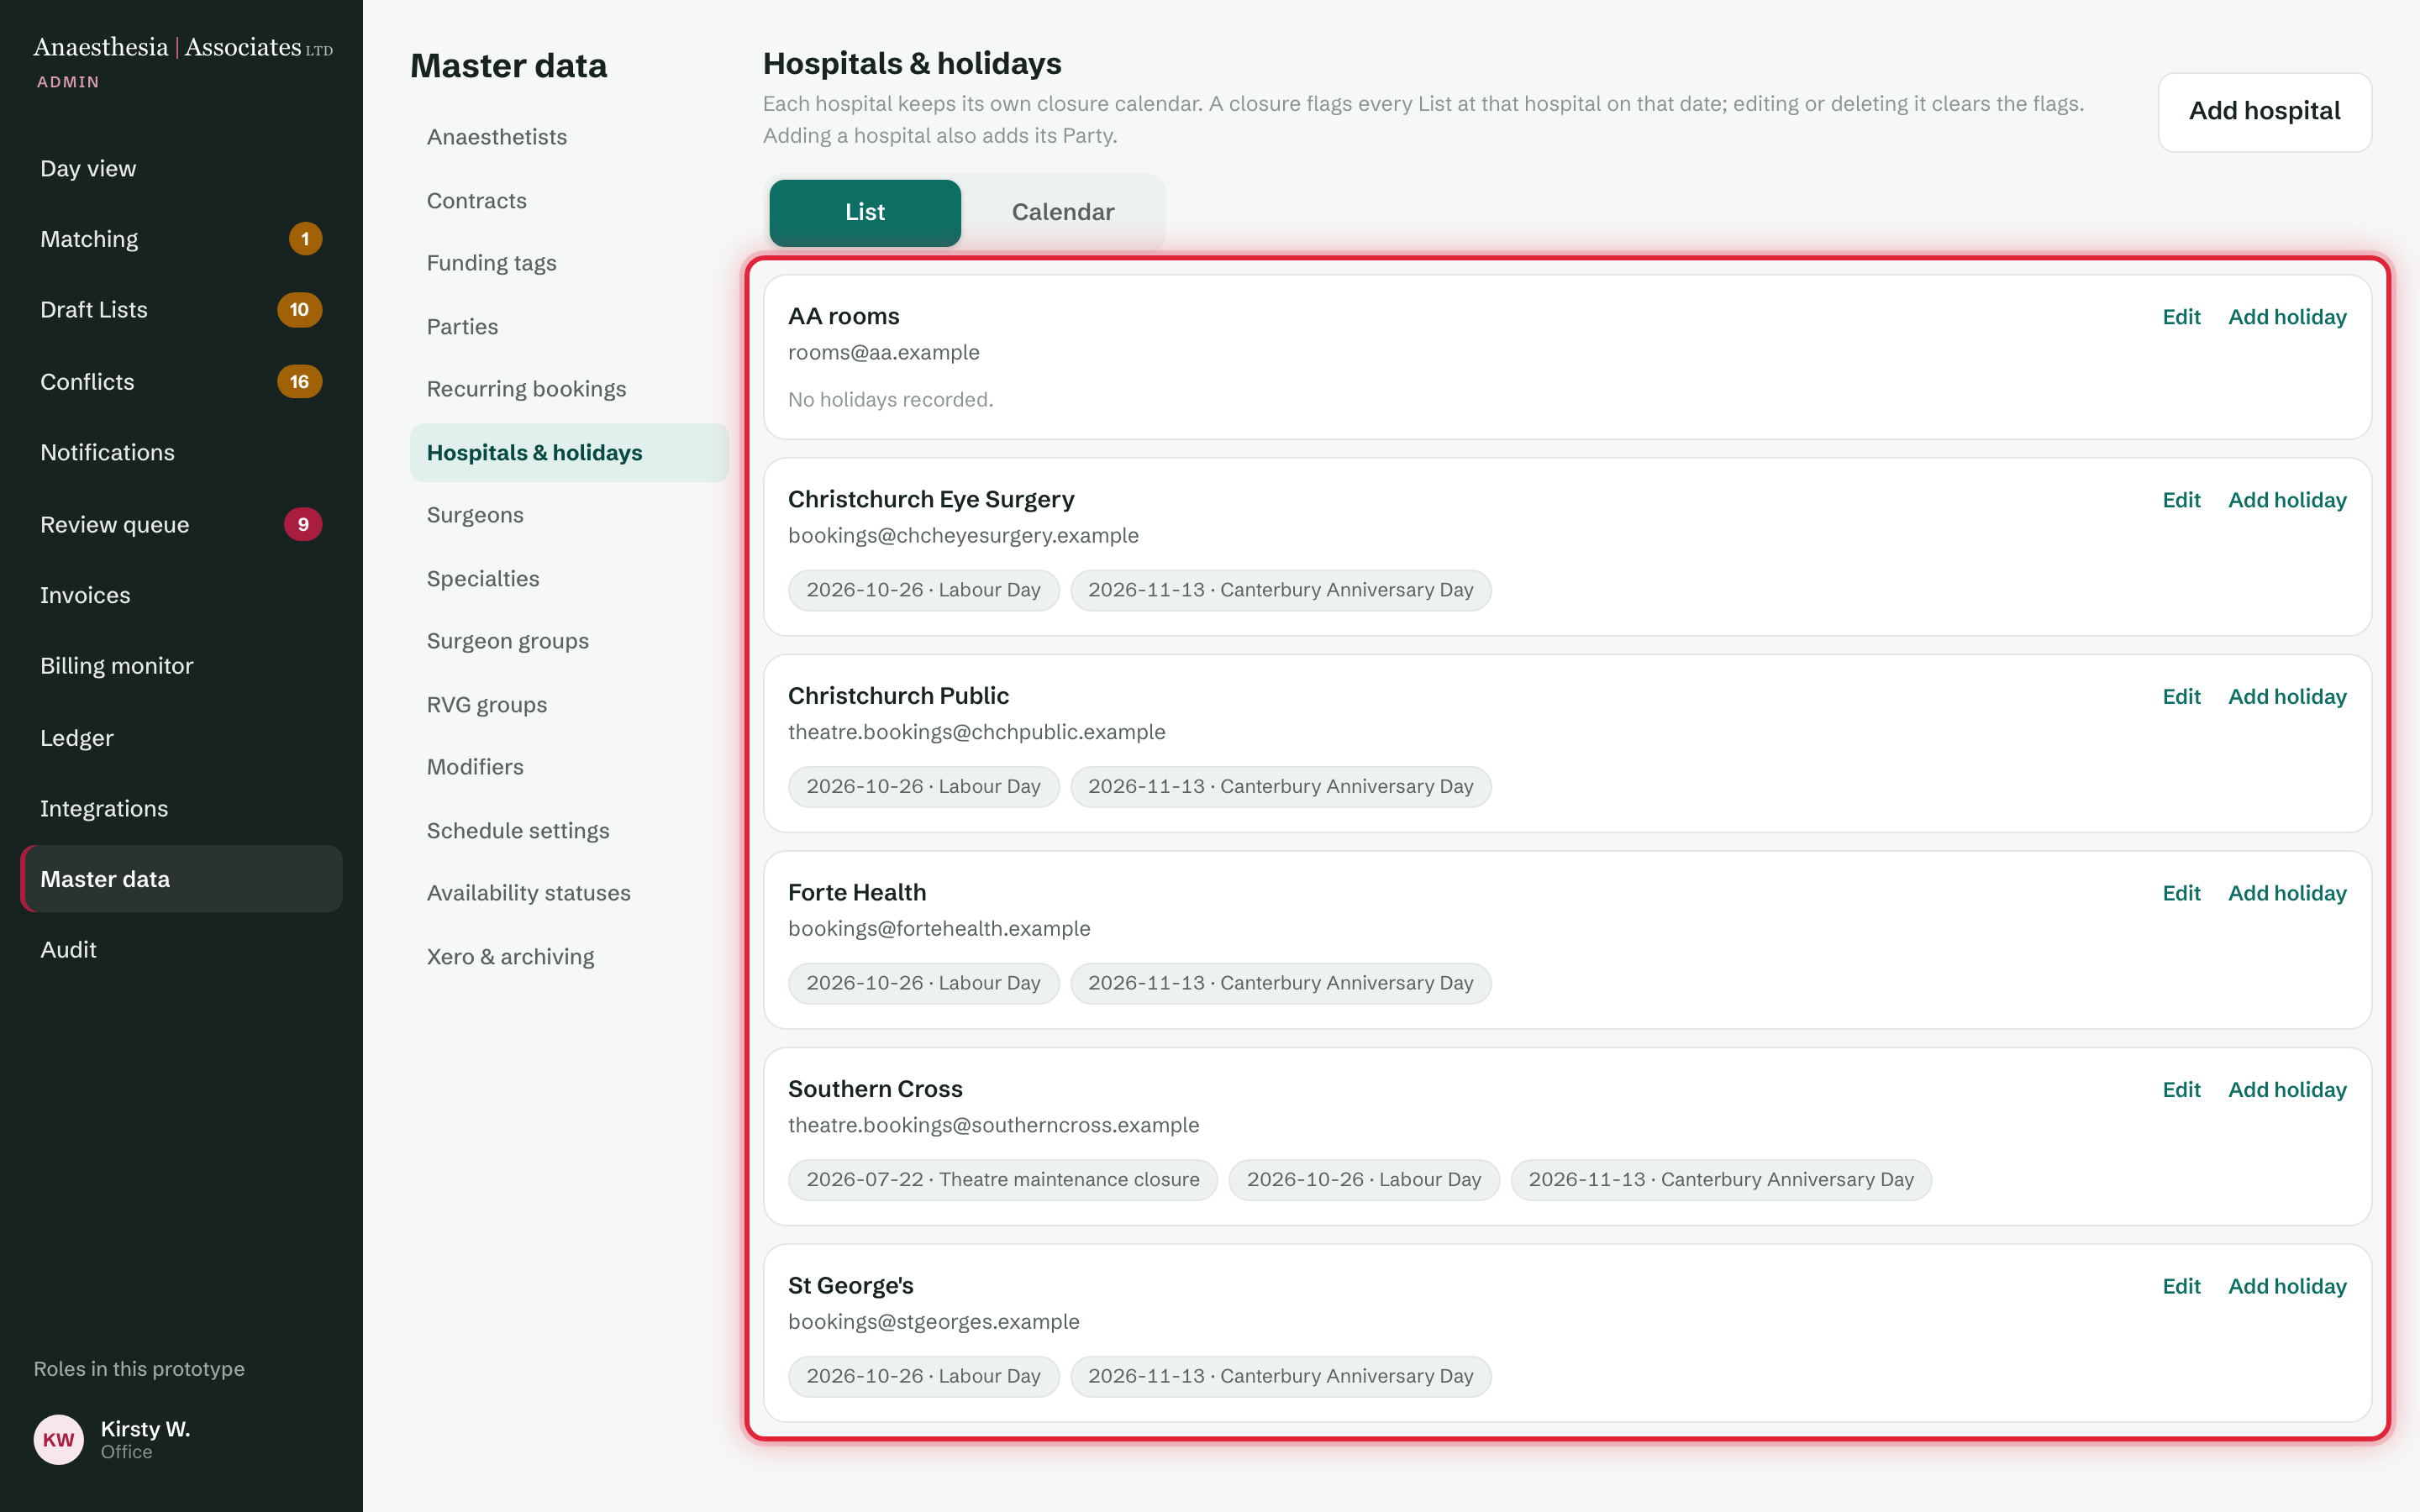 Anaesthesia | Associates LTD
ADMIN
Day view
Matching 1
Draft Lists 10
Conflicts 16
Notifications
Review queue 9
Invoices
Billing monitor
Ledger
Integrations
Master data
Audit
Roles in this prototype
KW
Kirsty W.
Office
Master data
Anaesthetists
Contracts
Funding tags
Parties
Recurring bookings
Hospitals & holidays
Surgeons
Specialties
Surgeon groups
RVG groups
Modifiers
Schedule settings
Availability statuses
Xero & archiving
Hospitals & holidays
Each hospital keeps its own closure calendar. A closure flags every List at that hospital on that date; editing or deleting it clears the flags.
Adding a hospital also adds its Party.
Add hospital
List Calendar
AA rooms Edit Add holiday
rooms@aa.example
No holidays recorded.
Christchurch Eye Surgery Edit Add holiday
bookings@chcheyesurgery.example
2026-10-26 · Labour Day 2026-11-13 · Canterbury Anniversary Day
Christchurch Public Edit Add holiday
theatre.bookings@chchpublic.example
2026-10-26 · Labour Day 2026-11-13 · Canterbury Anniversary Day
Forte Health Edit Add holiday
bookings@fortehealth.example
2026-10-26 · Labour Day 2026-11-13 · Canterbury Anniversary Day
Southern Cross Edit Add holiday
theatre.bookings@southerncross.example
2026-07-22 · Theatre maintenance closure 2026-10-26 · Labour Day 2026-11-13 · Canterbury Anniversary Day
St George's Edit Add holiday
bookings@stgeorges.example
2026-10-26 · Labour Day 2026-11-13 · Canterbury Anniversary Day